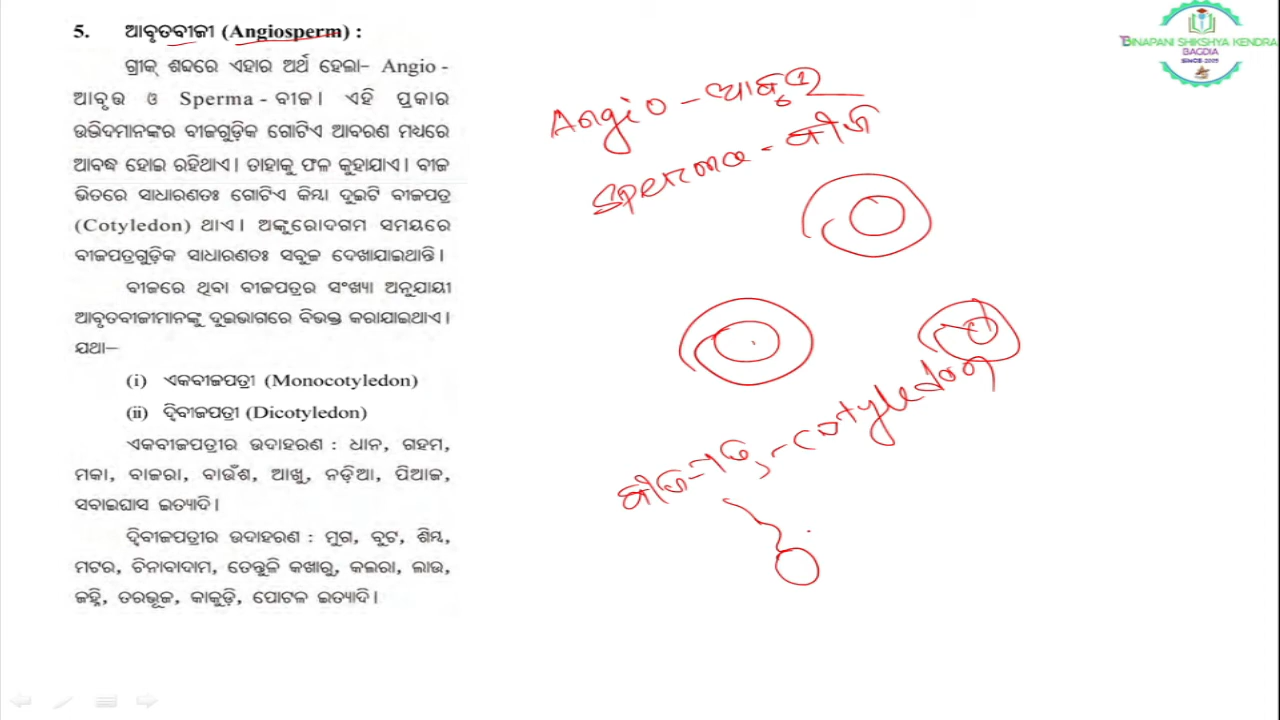 5. ଆବୃତବୀଜୀ (Angiosperm) :
ଗ୍ରୀକ୍ ଶବ୍ଦରେ ଏହାର ଅର୍ଥ ହେଲା– Angio -
ଆବୃତ୍ତ ଓ Sperma - ବୀଜ। ଏହି ପ୍ରକାର
ଉଦ୍ଭିଦମାନଙ୍କର ବୀଜଗୁଡ଼ିକ ଗୋଟିଏ ଆବରଣ ମଧ୍ୟରେ
ଆବଦ୍ଧ ହୋଇ ରହିଥାଏ। ତାହାକୁ ଫଳ କୁହାଯାଏ। ବୀଜ
ଭିତରେ ସାଧାରଣତଃ ଗୋଟିଏ କିମ୍ବା ଦୁଇଟି ବୀଜପତ୍ର
(Cotyledon) ଥାଏ। ଅଙ୍କୁରୋଦଗମ ସମୟରେ
ବୀଜପତ୍ରଗୁଡ଼ିକ ସାଧାରଣତଃ ସବୁଜ ଦେଖାଯାଇଥାନ୍ତି।
ବୀଜରେ ଥିବା ବୀଜପତ୍ରର ସଂଖ୍ୟା ଅନୁଯାୟୀ
ଆବୃତବୀଜୀମାନଙ୍କୁ ଦୁଇଭାଗରେ ବିଭକ୍ତ କରାଯାଇଥାଏ।
ଯଥା–
(i) ଏକବୀଜପତ୍ରୀ (Monocotyledon)
(ii) ଦ୍ୱିବୀଜପତ୍ରୀ (Dicotyledon)
ଏକବୀଜପତ୍ରୀର ଉଦାହରଣ : ଧାନ, ଗହମ,
ମକା, ବାଜରା, ବାଉଁଶ, ଆଖୁ, ନଡ଼ିଆ, ପିଆଜ,
ସବାଇଘାସ ଇତ୍ୟାଦି।
ଦ୍ୱିବୀଜପତ୍ରୀର ଉଦାହରଣ : ମୁଗ, ବୁଟ, ଶିମ୍ବ,
ମଟର, ଚିନାବାଦାମ, ତେନ୍ତୁଳି କଖାରୁ, କଲରା, ଲାଉ,
ଜହ୍ନି, ତରଭୂଜ, କାକୁଡ଼ି, ପୋଟଳ ଇତ୍ୟାଦି।
Angio - ଆବୃତ
Sperma - ବୀଜ
ବୀଜ-ପତ୍ର - cotyledon
BINAPANI SHIKSHYA KENDRA
BAGDIA
SINCE-2005